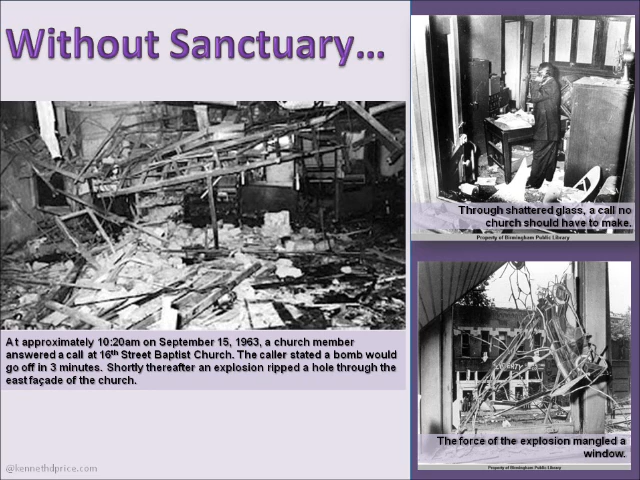 Without Sanctuary...
At approximately 10:20am on September 15, 1963, a church member
answered a call at 16th Street Baptist Church. The caller stated a bomb would
go off in 3 minutes. Shortly thereafter an explosion ripped a hole through the
east façade of the church.
@kennethdprice.com
Through shattered glass, a call no
church should have to make.
Property of Birmingham Public Library
The force of the explosion mangled a
window.
Property of Birmingham Public Library